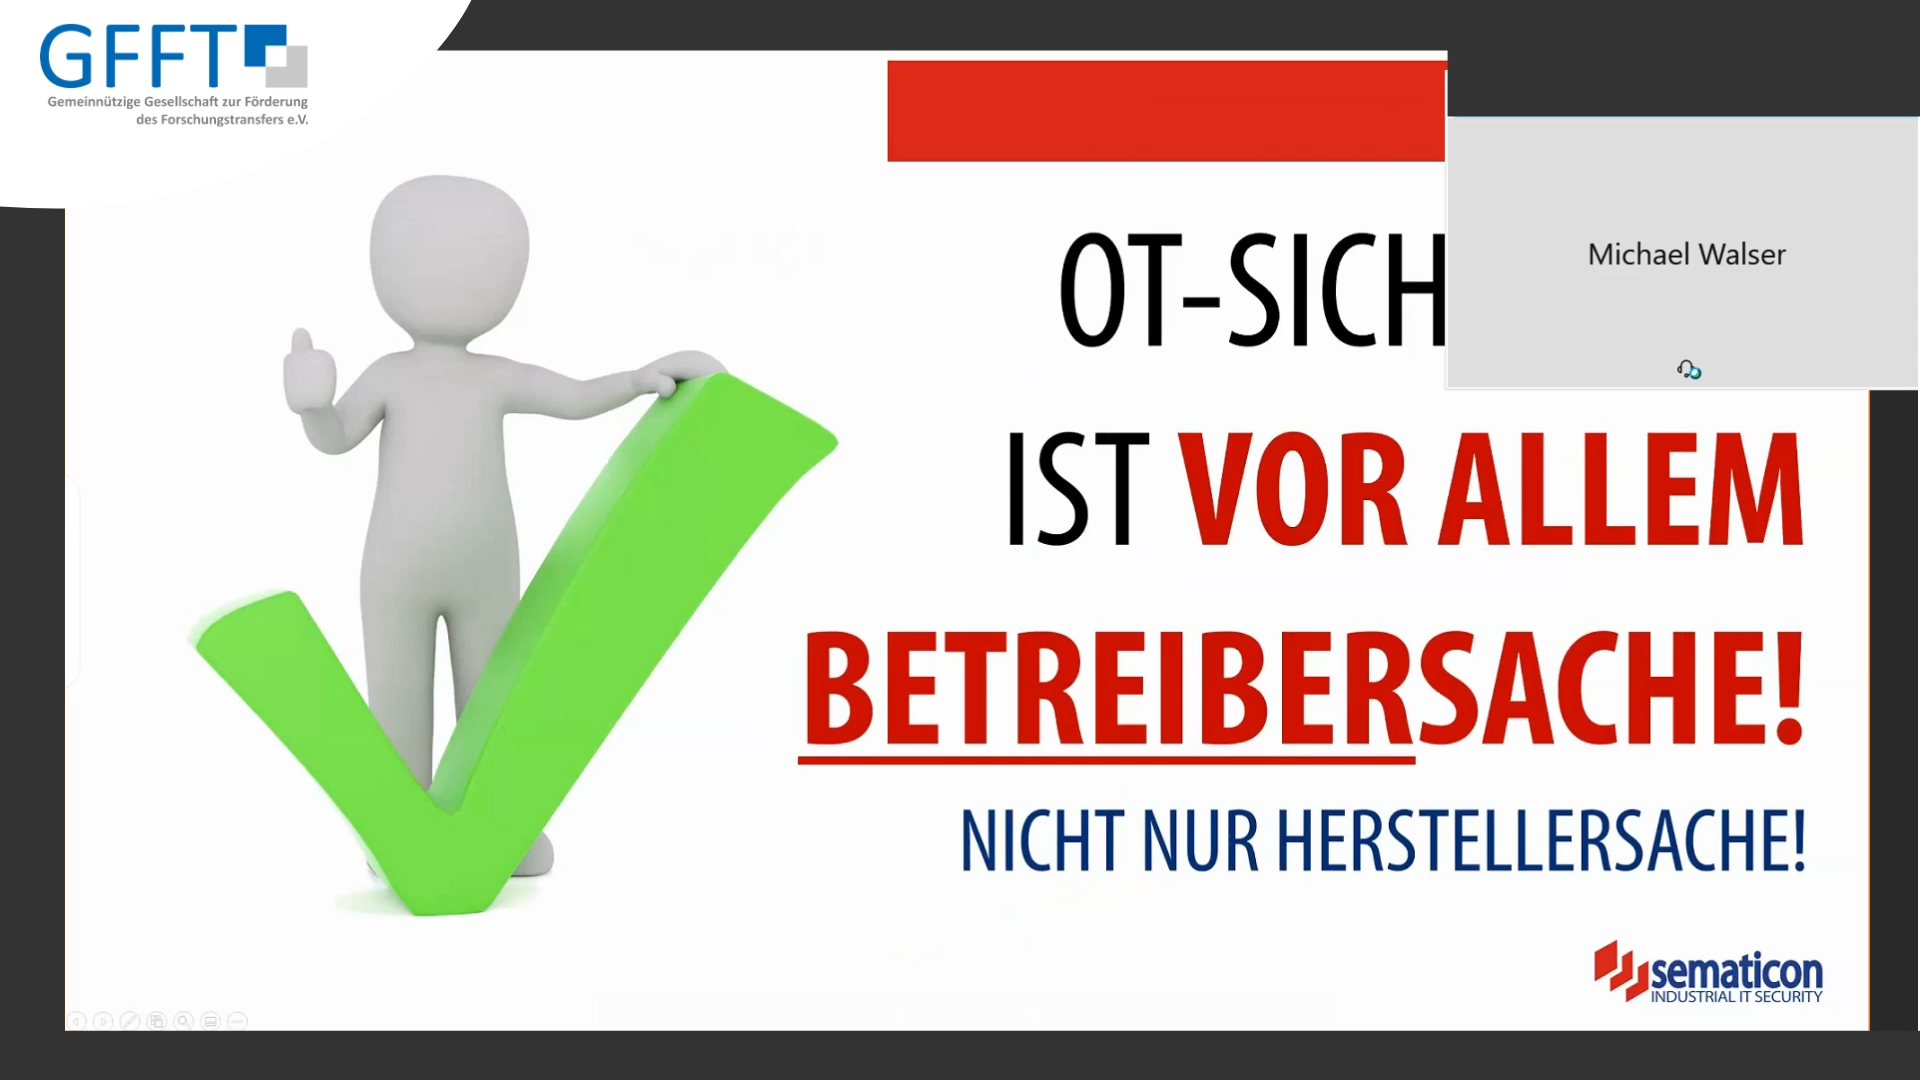 GFFT
Gemeinnützige Gesellschaft zur Förderung
des Forschungstransfers e.V.
Michael Walser
OT-SICH
IST VOR ALLEM
BETREIBERSACHE!
NICHT NUR HERSTELLERSACHE!
sematicon
INDUSTRIAL IT SECURITY